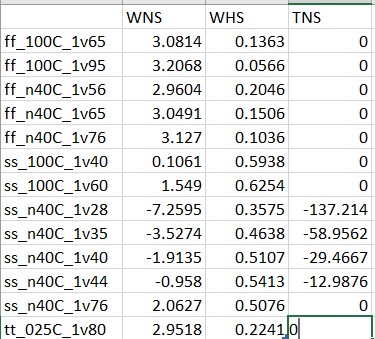 WNS WHS TNS
ff_100C_1v65 3.0814 0.1363 0
ff_100C_1v95 3.2068 0.0566 0
ff_n40C_1v56 2.9604 0.2046 0
ff_n40C_1v65 3.0491 0.1506 0
ff_n40C_1v76 3.127 0.1036 0
ss_100C_1v40 0.1061 0.5938 0
ss_100C_1v60 1.549 0.6254 0
ss_n40C_1v28 -7.2595 0.3575 -137.214
ss_n40C_1v35 -3.5274 0.4638 -58.9562
ss_n40C_1v40 -1.9135 0.5107 -29.4667
ss_n40C_1v44 -0.958 0.5413 -12.9876
ss_n40C_1v76 2.0627 0.5076 0
tt_025C_1v80 2.9518 0.2241 0